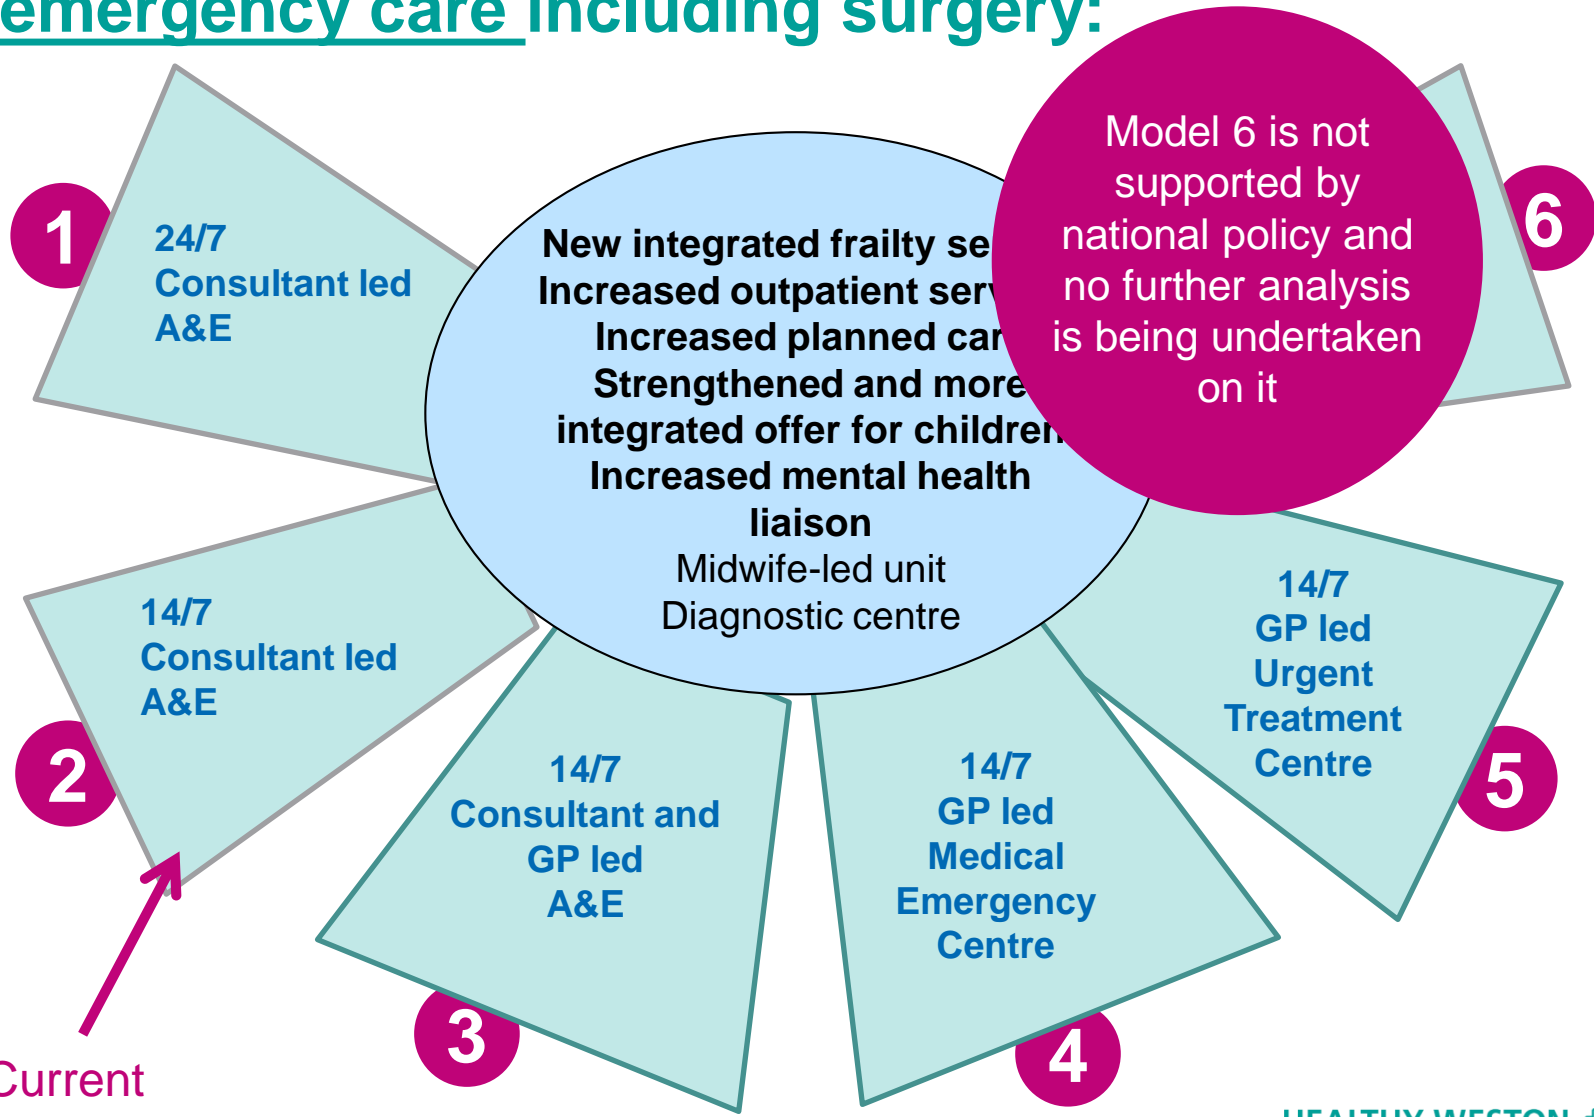 emergency care including surgery:
1
24/7
Consultant led
A&E
2
14/7
Consultant led
A&E
Current
3
14/7
Consultant and
GP led
A&E
4
14/7
GP led
Medical
Emergency
Centre
5
14/7
GP led
Urgent
Treatment
Centre
6
Model 6 is not
supported by
national policy and
no further analysis
is being undertaken
on it
New integrated frailty
Increased outpatient
Increased planned
Strengthened and more
integrated offer for children
Increased mental health
liaison
Midwife-led unit
Diagnostic centre
HEALTHY WESTON